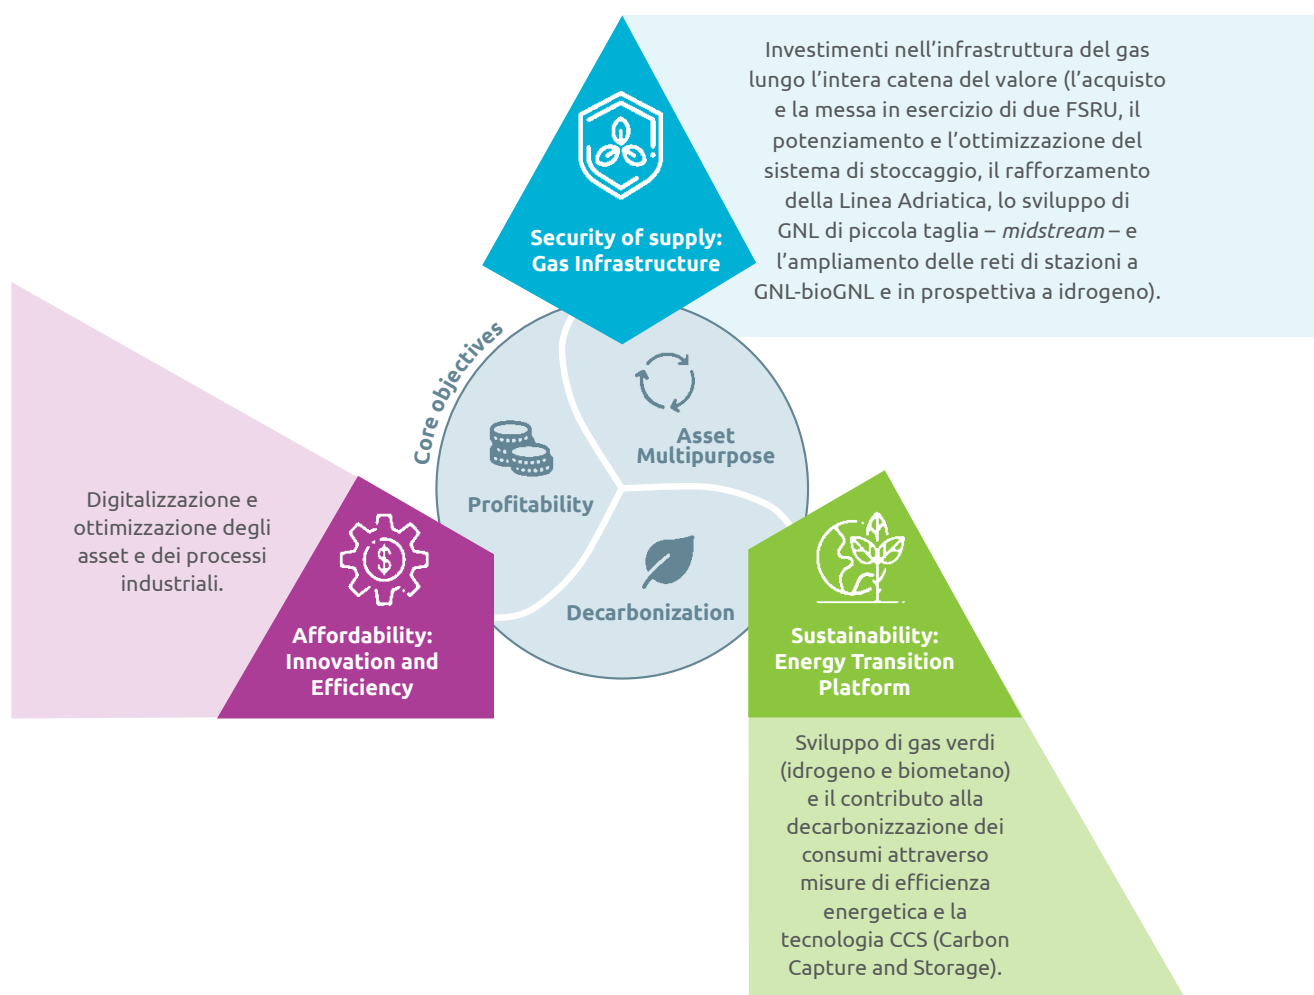 Investimenti nell’infrastruttura del gas
lungo l’intera catena del valore (l’acquisto
e la messa in esercizio di due FSRU, il
potenziamento e l’ottimizzazione del
sistema di stoccaggio, il rafforzamento
della Linea Adriatica, lo sviluppo di
GNL di piccola taglia – midstream – e
l’ampliamento delle reti di stazioni a
GNL-bioGNL e in prospettiva a idrogeno).
Security of supply:
Gas Infrastructure
Core objectives
Asset
Multipurpose
Profitability
Decarbonization
Digitalizzazione e
ottimizzazione degli
asset e dei processi
industriali.
$
Affordability:
Innovation and
Efficiency
Sustainability:
Energy Transition
Platform
Sviluppo di gas verdi
(idrogeno e biometano)
e il contributo alla
decarbonizzazione dei
consumi attraverso
misure di efficienza
energetica e la
tecnologia CCS (Carbon
Capture and Storage).